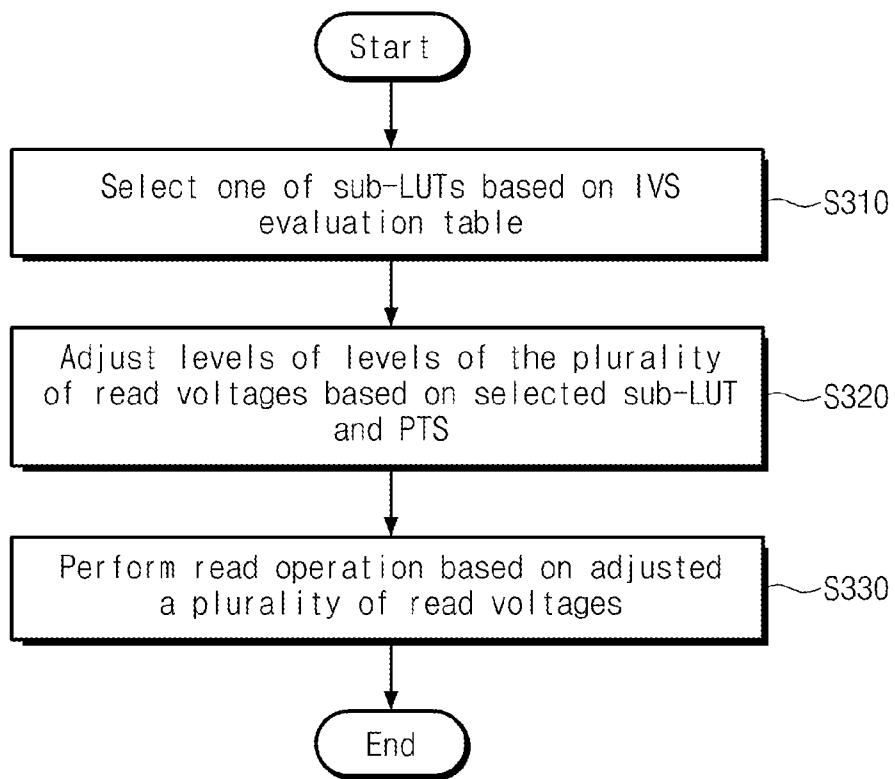 Start
Select one of sub-LUTs based on IVS
evaluation table
S310
Adjust levels of levels of the plurality
of read voltages based on selected sub-LUT
and PTS
S320
Perform read operation based on adjusted
a plurality of read voltages
S330
End